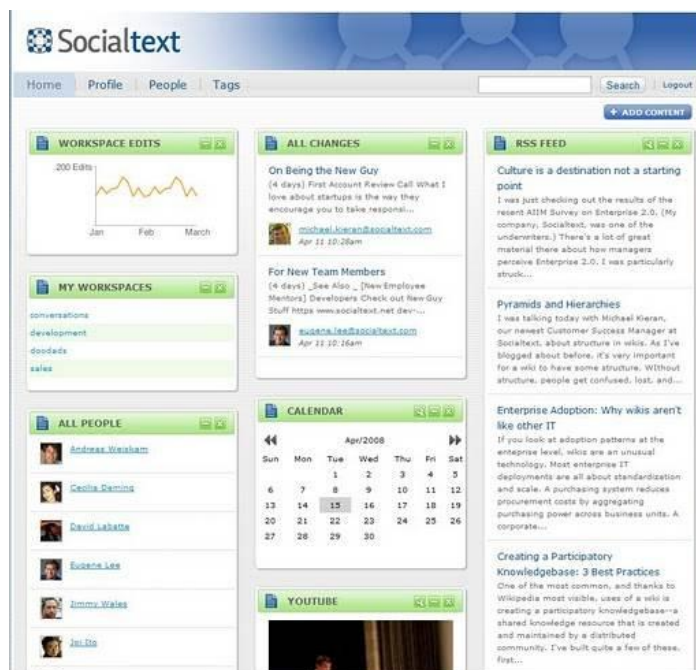 Socialtext
Home Profile People Tags
Search Logout
+ ADD CONTENT
WORKSPACE EDITS
200 Edits
Jan Feb March
MY WORKSPACES
conversations
development
doodads
sales
ALL PEOPLE
Andreas Weiskam
Cecilia Deming
David Labatte
Eugene Lee
Jimmy Wales
Joi Ito
ALL CHANGES
On Being the New Guy
(4 days) First Account Review Call What I
love about startups is the way they
encourage you to take responsi...
michael.kieran@socialtext.com
Apr 11 10:28am
For New Team Members
(4 days) _See Also _ [New Employee
Mentors] Developers Check out New Guy
Stuff https www.socialtext.net dev-...
eugene.lee@socialtext.com
Apr 11 10:16am
CALENDAR
Apr/2008
Sun Mon Tue Wed Thu Fri Sat
1 2 3 4 5
6 7 8 9 10 11 12
13 14 15 16 17 18 19
20 21 22 23 24 25 26
27 28 29 30
YOUTUBE
RSS FEED
Culture is a destination not a starting
point
I was just checking out the results of the
recent AIIM Survey on Enterprise 2.0. (My
company, Socialtext, was one of the
underwriters.) There's a lot of great
material there about how managers
perceive Enterprise 2.0. I was particularly
struck...
Pyramids and Hierarchies
I was talking today wtih Michael Kieran,
our newest Customer Success Manager at
Socialtext, about structure in wikis. As I've
blogged about before, it's very important
for a wiki to have some structure. Without
structure, people get confused, lost, and...
Enterprise Adoption: Why wikis aren't
like other IT
If you look at adoption patterns at the
enteprise level, wikis are an unusual
technology. Most enterprise IT
deployments are all about standardization
and scale. A purchasing system reduces
procurement costs by aggregating
purchasing power across business units. A
corporate...
Creating a Participatory
Knowledgebase: 3 Best Practices
One of the most common, and thanks to
Wikipedia most visible, uses of a wiki is
creating a participatory knowledgebase--a
shared knowledge resource that is created
and maintained by a distributed
community. I've built quite a few of these,
first...